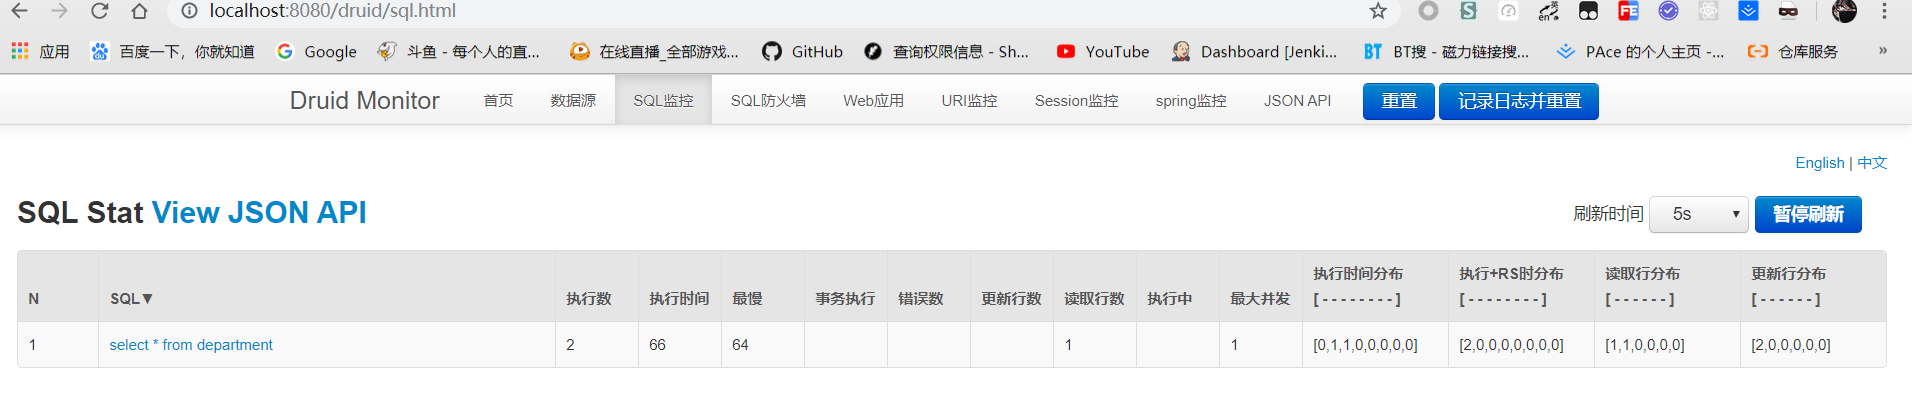 localhost:8080/druid/sql.html
应用 百度一下，你就知道 Google 斗鱼 - 每个人的直... 在线直播_全部游戏... GitHub 查询权限信息 - Sh... YouTube Dashboard [Jenki... BT搜 - 磁力链接搜... PAce 的个人主页 -... 仓库服务 »
Druid Monitor 首页 数据源 SQL监控 SQL防火墙 Web应用 URI监控 Session监控 spring监控 JSON API 重置 记录日志并重置
English | 中文
SQL Stat View JSON API 刷新时间 5s 暂停刷新
N SQL▼ 执行数 执行时间 最慢 事务执行 错误数 更新行数 读取行数 执行中 最大并发 执行时间分布 执行+RS时分布 读取行分布 更新行分布
[ - - - - - - - - ] [ - - - - - - - - ] [ - - - - - - ] [ - - - - - - ]
1 select * from department 2 66 64 1 1 [0,1,1,0,0,0,0,0] [2,0,0,0,0,0,0,0] [1,1,0,0,0,0] [2,0,0,0,0,0]